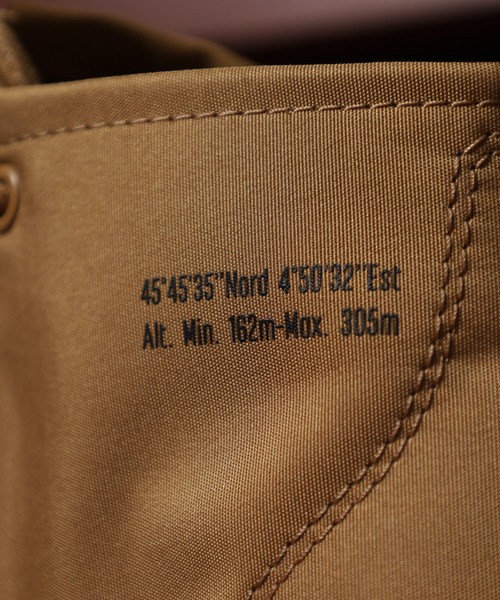 45°45'35"Nord 4°50'32"Est
Alt. Min. 162m-Max. 305m